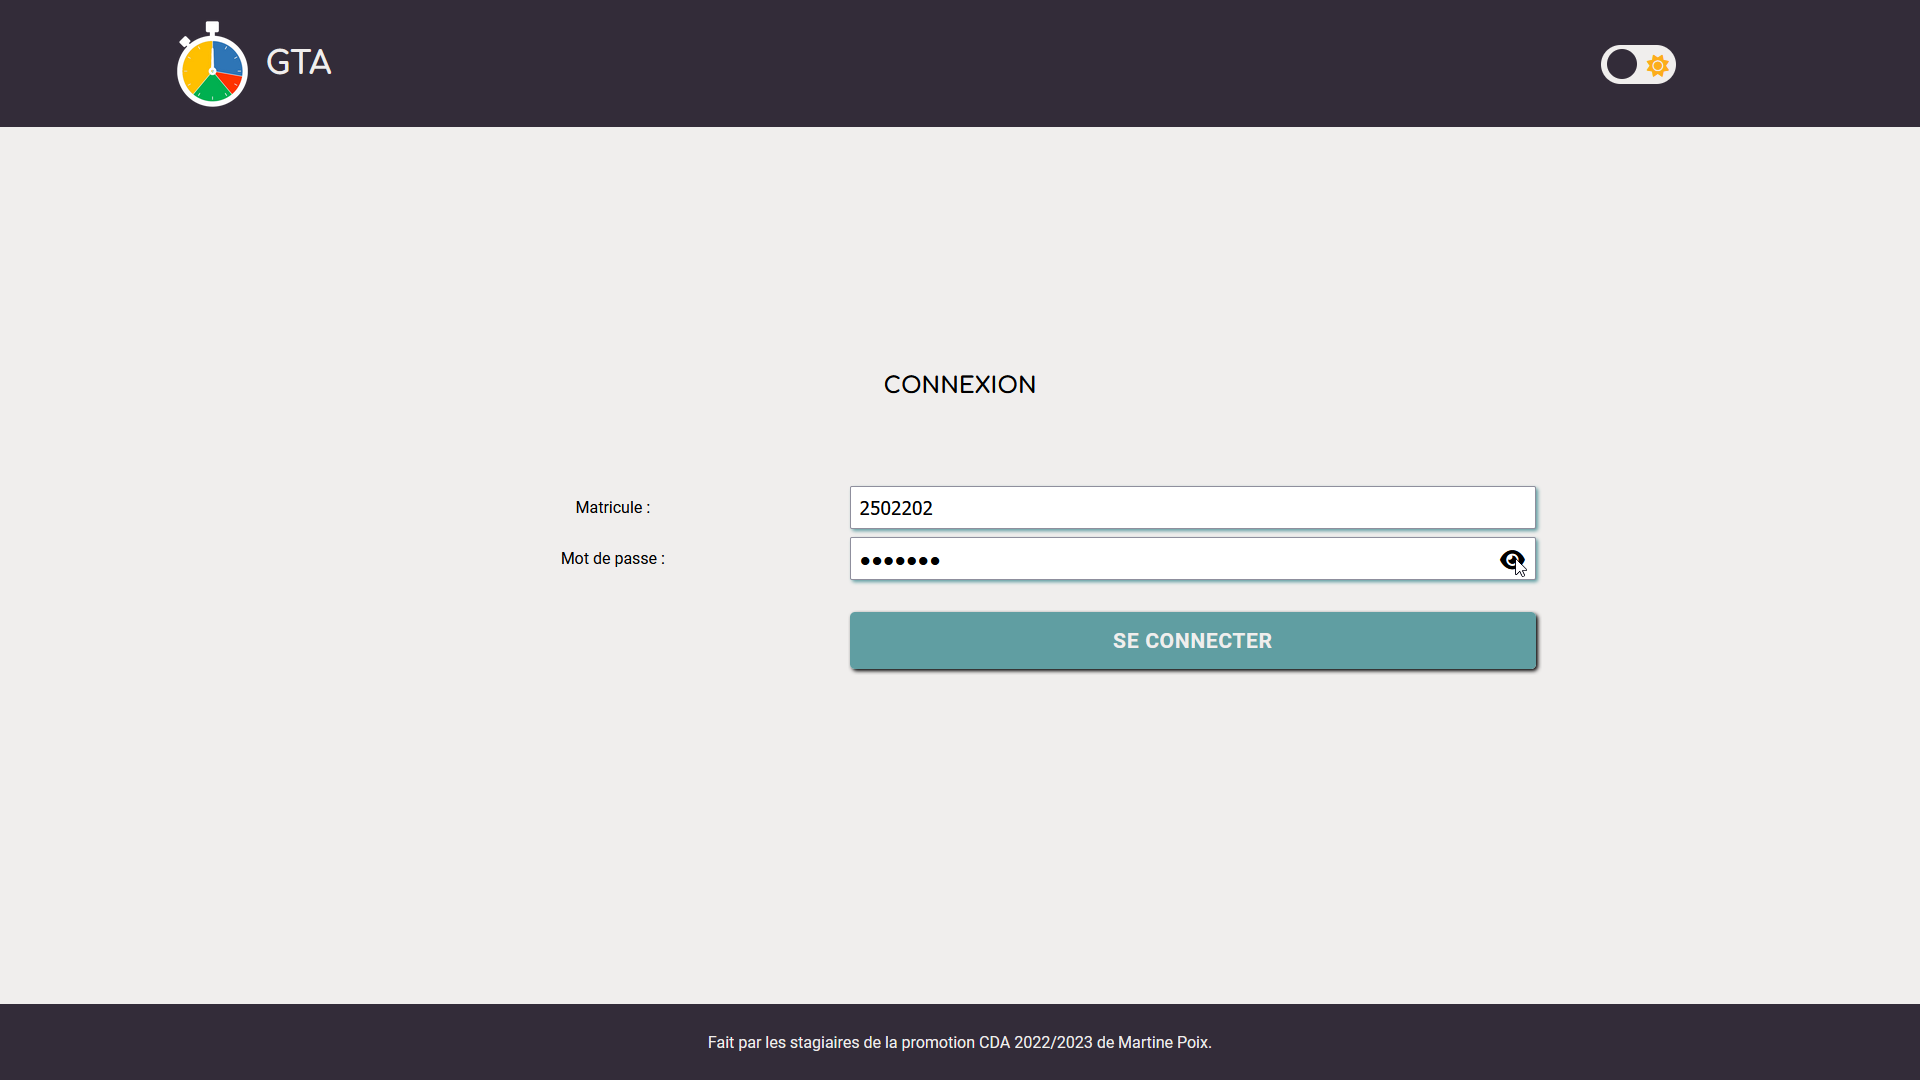 GTA
CONNEXION
Matricule :
2502202
Mot de passe :
•••••••
SE CONNECTER
Fait par les stagiaires de la promotion CDA 2022/2023 de Martine Poix.